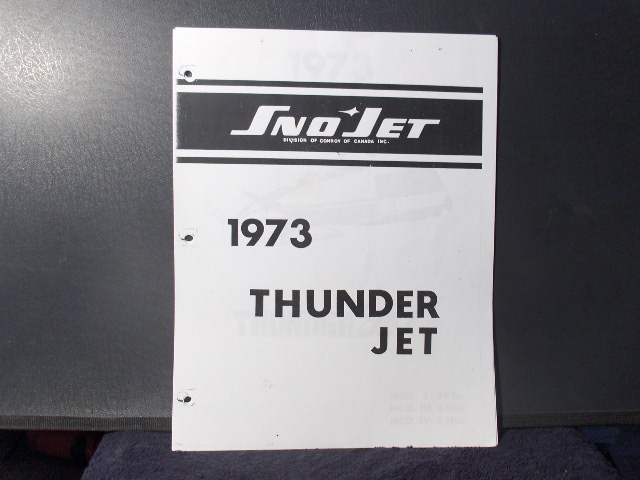 SNO JET
DIVISION OF CONROY OF CANADA INC.
1973
THUNDER
JET